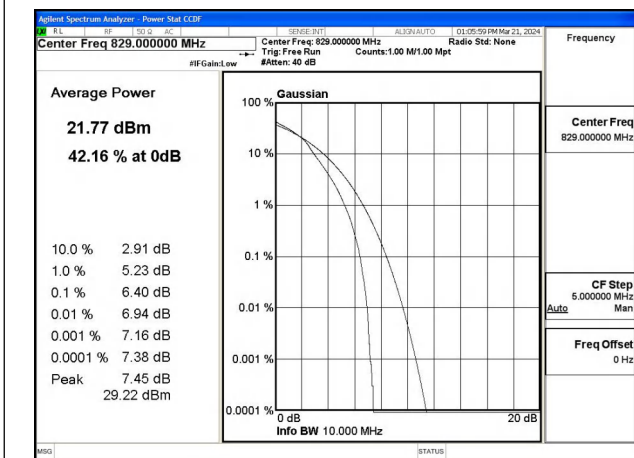 Agilent Spectrum Analyzer - Power Stat CCDF
RL RF 50 Ω AC SENSE:INT ALIGN AUTO 01:05:59 PM Mar 21, 2024
Center Freq 829.000000 MHz
Center Freq: 829.000000 MHz Radio Std: None
Trig: Free Run Counts:1.00 M/1.00 Mpt
#IFGain:Low #Atten: 40 dB
Frequency
Average Power
21.77 dBm
42.16 % at 0dB
10.0 % 2.91 dB
1.0 % 5.23 dB
0.1 % 6.40 dB
0.01 % 6.94 dB
0.001 % 7.16 dB
0.0001 % 7.38 dB
Peak 7.45 dB
29.22 dBm
Gaussian
100 %
10 %
1 %
0.1 %
0.01 %
0.001 %
0.0001 %
0 dB 20 dB
Info BW 10.000 MHz
Center Freq
829.000000 MHz
CF Step
5.000000 MHz
Auto Man
Freq Offset
0 Hz
MSG STATUS